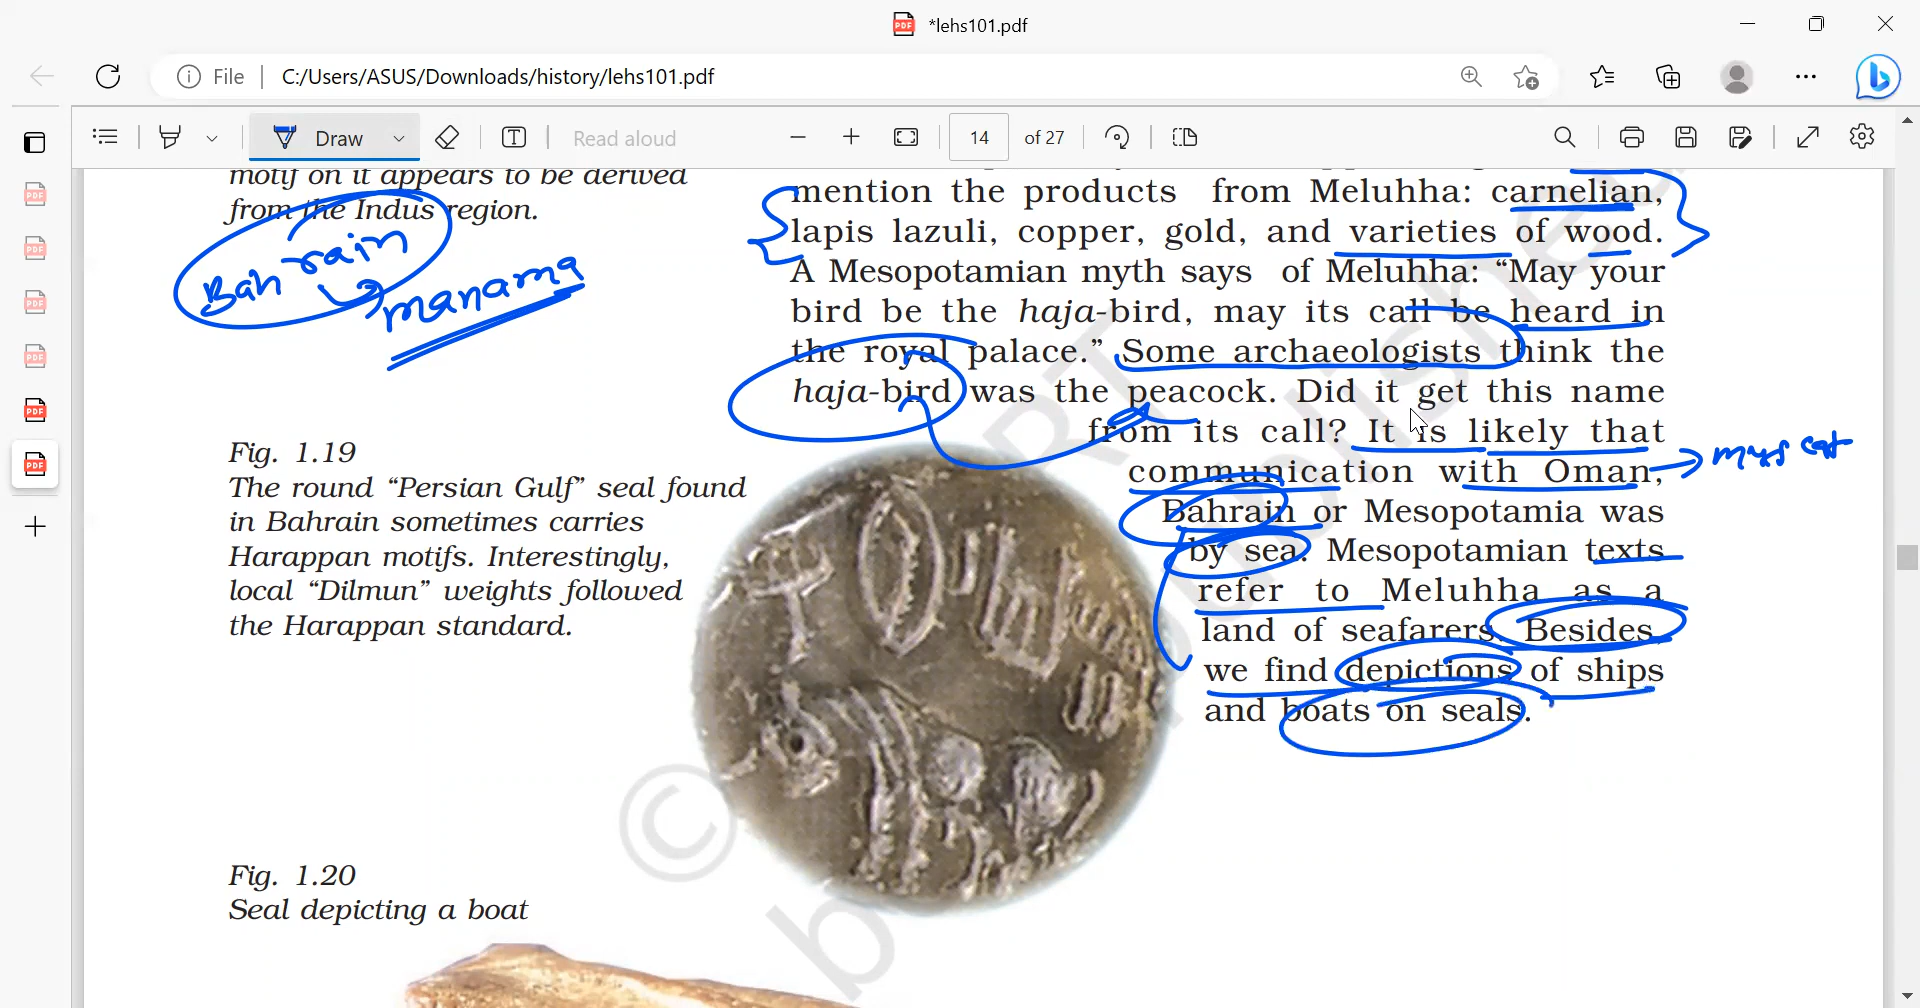 *lehs101.pdf
File
C:/Users/ASUS/Downloads/history/lehs101.pdf
Draw
Read aloud
14
of 27
motif on it appears to be derived
from the Indus region.
Bahrain
manama
mention the products from Meluhha: carnelian,
lapis lazuli, copper, gold, and varieties of wood.
A Mesopotamian myth says of Meluhha: “May your
bird be the haja-bird, may its call be heard in
the royal palace.” Some archaeologists think the
haja-bird was the peacock. Did it get this name
from its call? It is likely that
communication with Oman,
Bahrain or Mesopotamia was
by sea. Mesopotamian texts
refer to Meluhha as a
land of seafarers. Besides,
we find depictions of ships
and boats on seals.
Fig. 1.19
The round “Persian Gulf” seal found
in Bahrain sometimes carries
Harappan motifs. Interestingly,
local “Dilmun” weights followed
the Harappan standard.
Fig. 1.20
Seal depicting a boat